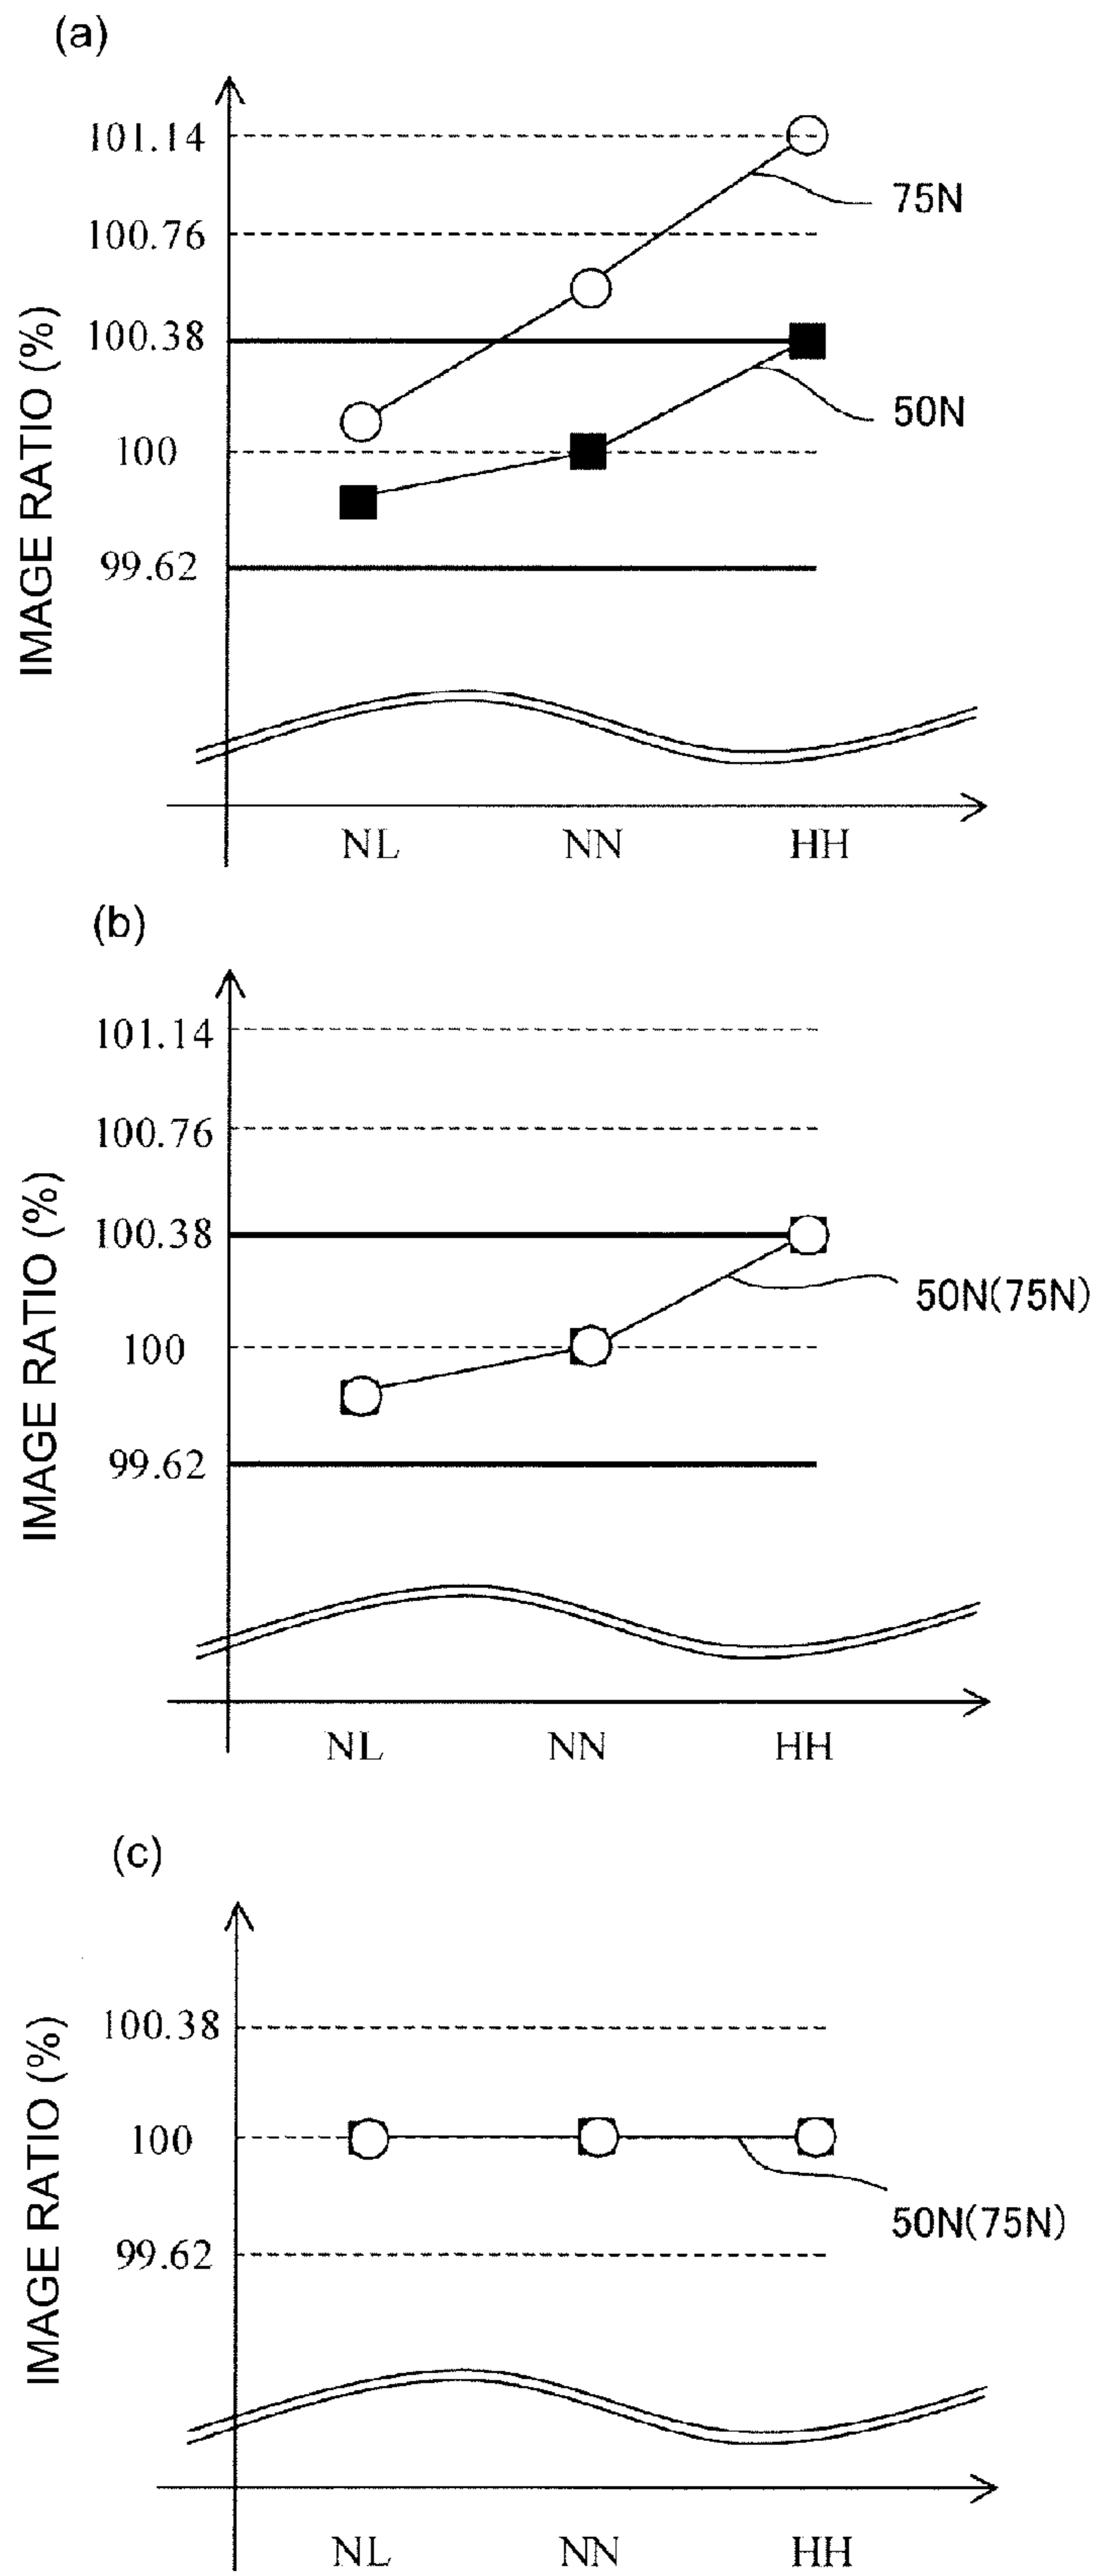 (a)
101.14
75N
100.76
IMAGE RATIO (%)
100.38
50N
100
99.62
NL NN HH
(b)
101.14
100.76
IMAGE RATIO (%)
100.38
50N(75N)
100
99.62
NL NN HH
(c)
IMAGE RATIO (%)
100.38
100
50N(75N)
99.62
NL NN HH